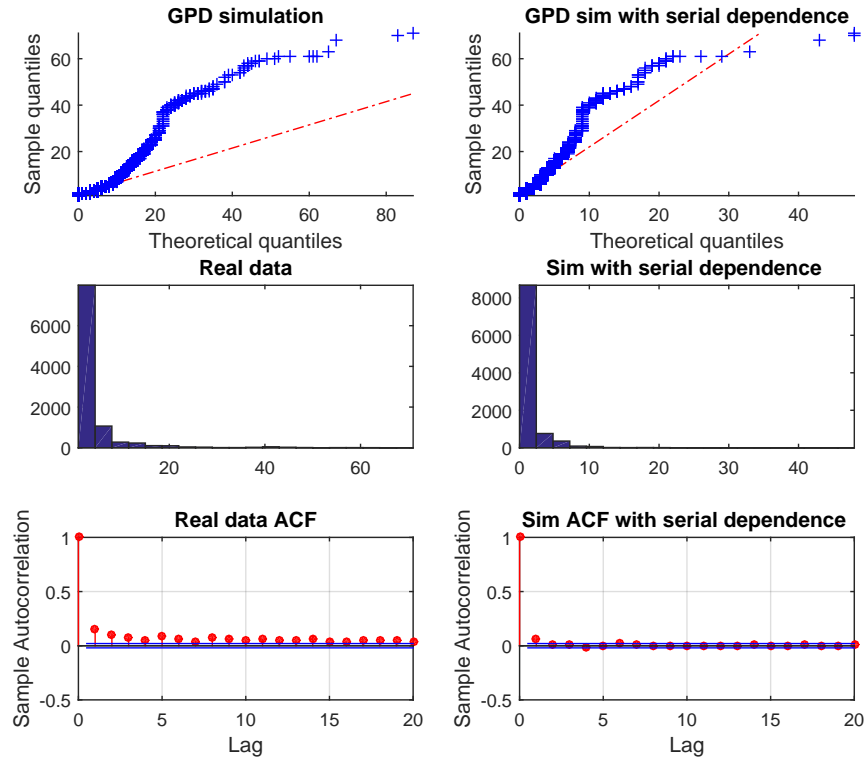 GPD simulation
60
40
20
Sample quantiles
0 20 40 60 80
Theoretical quantiles
GPD sim with serial dependence
60
40
20
Sample quantiles
0 10 20 30 40
Theoretical quantiles
Real data
6000
4000
2000
0
20 40 60
Sim with serial dependence
8000
6000
4000
2000
0
0 10 20 30 40
Real data ACF
1
0.5
0
-0.5
Sample Autocorrelation
0 5 10 15 20
Lag
Sim ACF with serial dependence
1
0.5
0
-0.5
Sample Autocorrelation
0 5 10 15 20
Lag